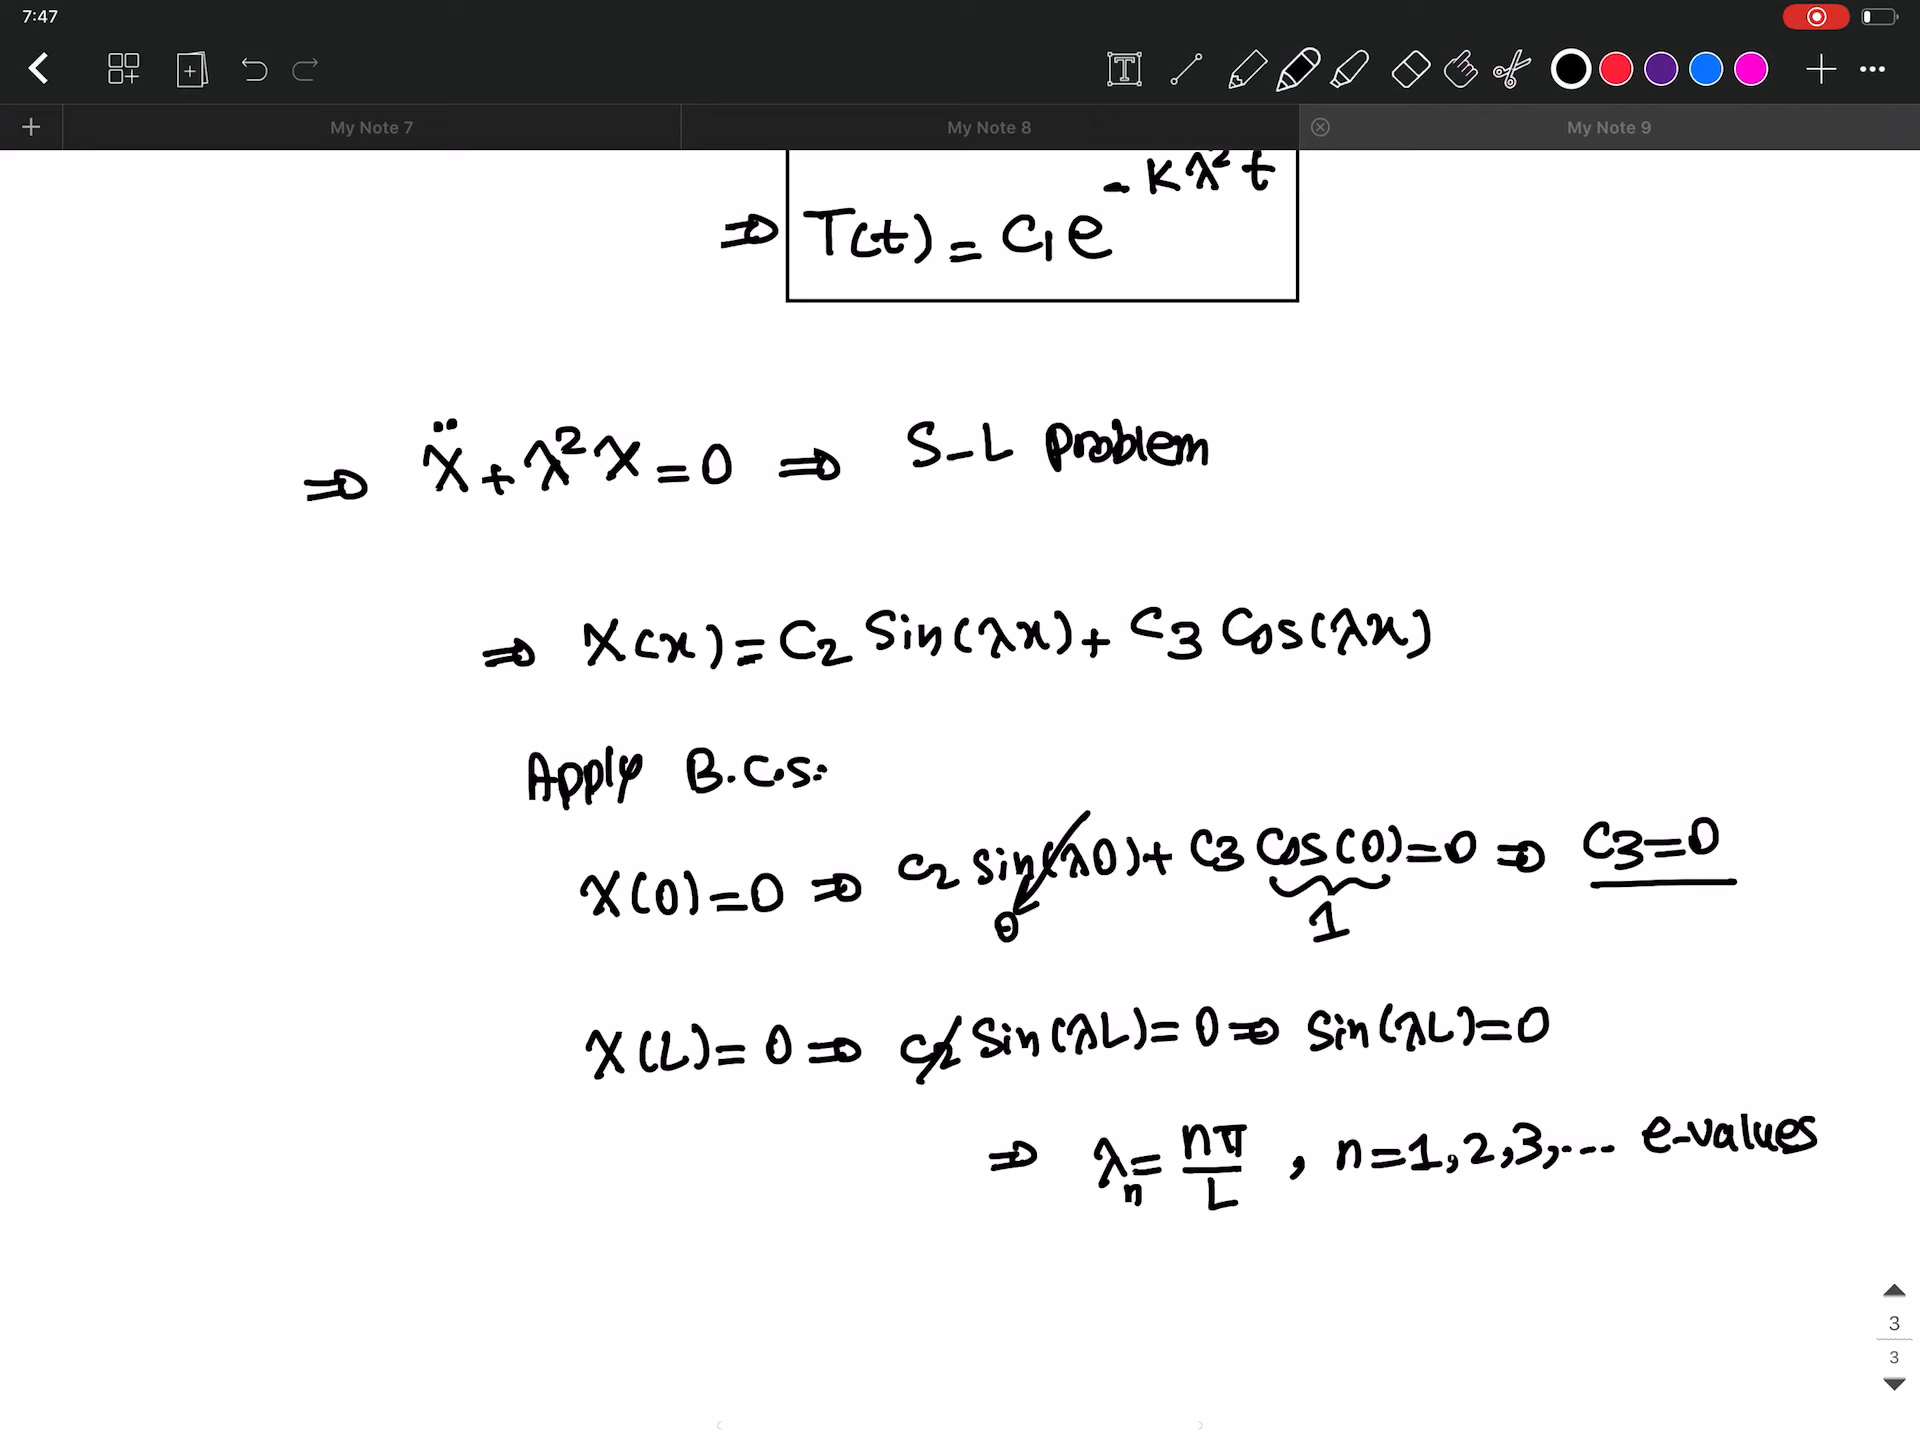 7:47
My Note 7
My Note 8
My Note 9
⇒ T(t) = C₁e^(-Kλ²t)
⇒ Ẍ + λ²X = 0 ⇒ S-L Problem
⇒ X(x) = C₂ Sin(λx) + C₃ Cos(λx)
Apply B.C.s:
X(0) = 0 ⇒ C₂ Sin(λ0) + C₃ Cos(0) = 0 ⇒ C₃ = 0
0
1
X(L) = 0 ⇒ C₂ Sin(λL) = 0 ⇒ Sin(λL) = 0
⇒ λₙ = nπ/L , n = 1, 2, 3, ... e-values
3
3